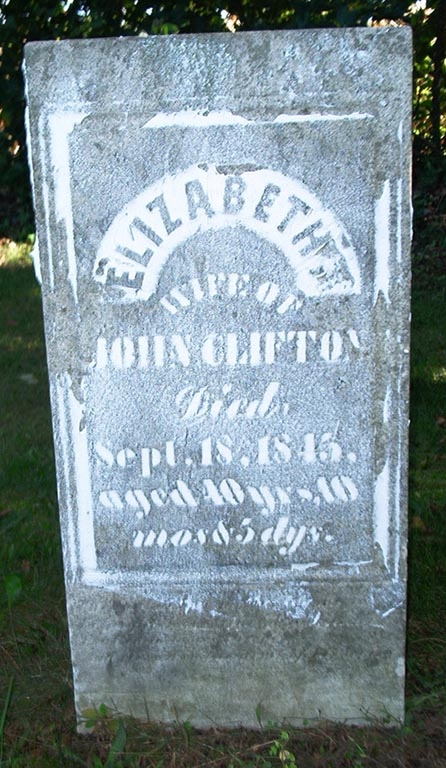 ELIZABETH
WIFE OF
JOHN CLIFTON
Died:
Sept. 18, 1845.
aged 40 yrs, 10
mos & 5 dys.